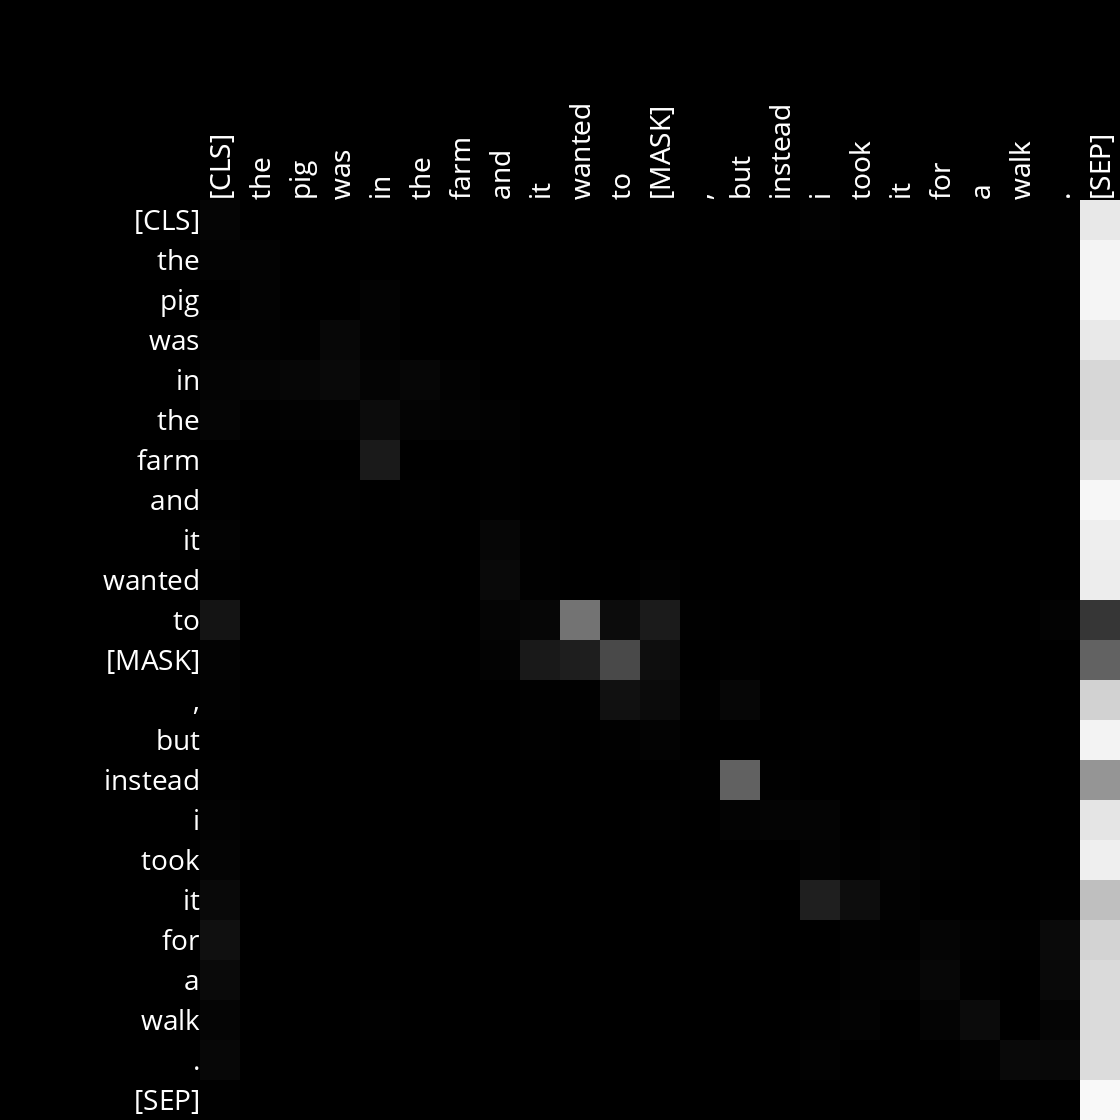 [CLS] the pig was in the farm and it wanted to [MASK] , but instead i took it for a walk . [SEP]
[CLS]
the
pig
was
in
the
farm
and
it
wanted
to
[MASK]
,
but
instead
i
took
it
for
a
walk
.
[SEP]